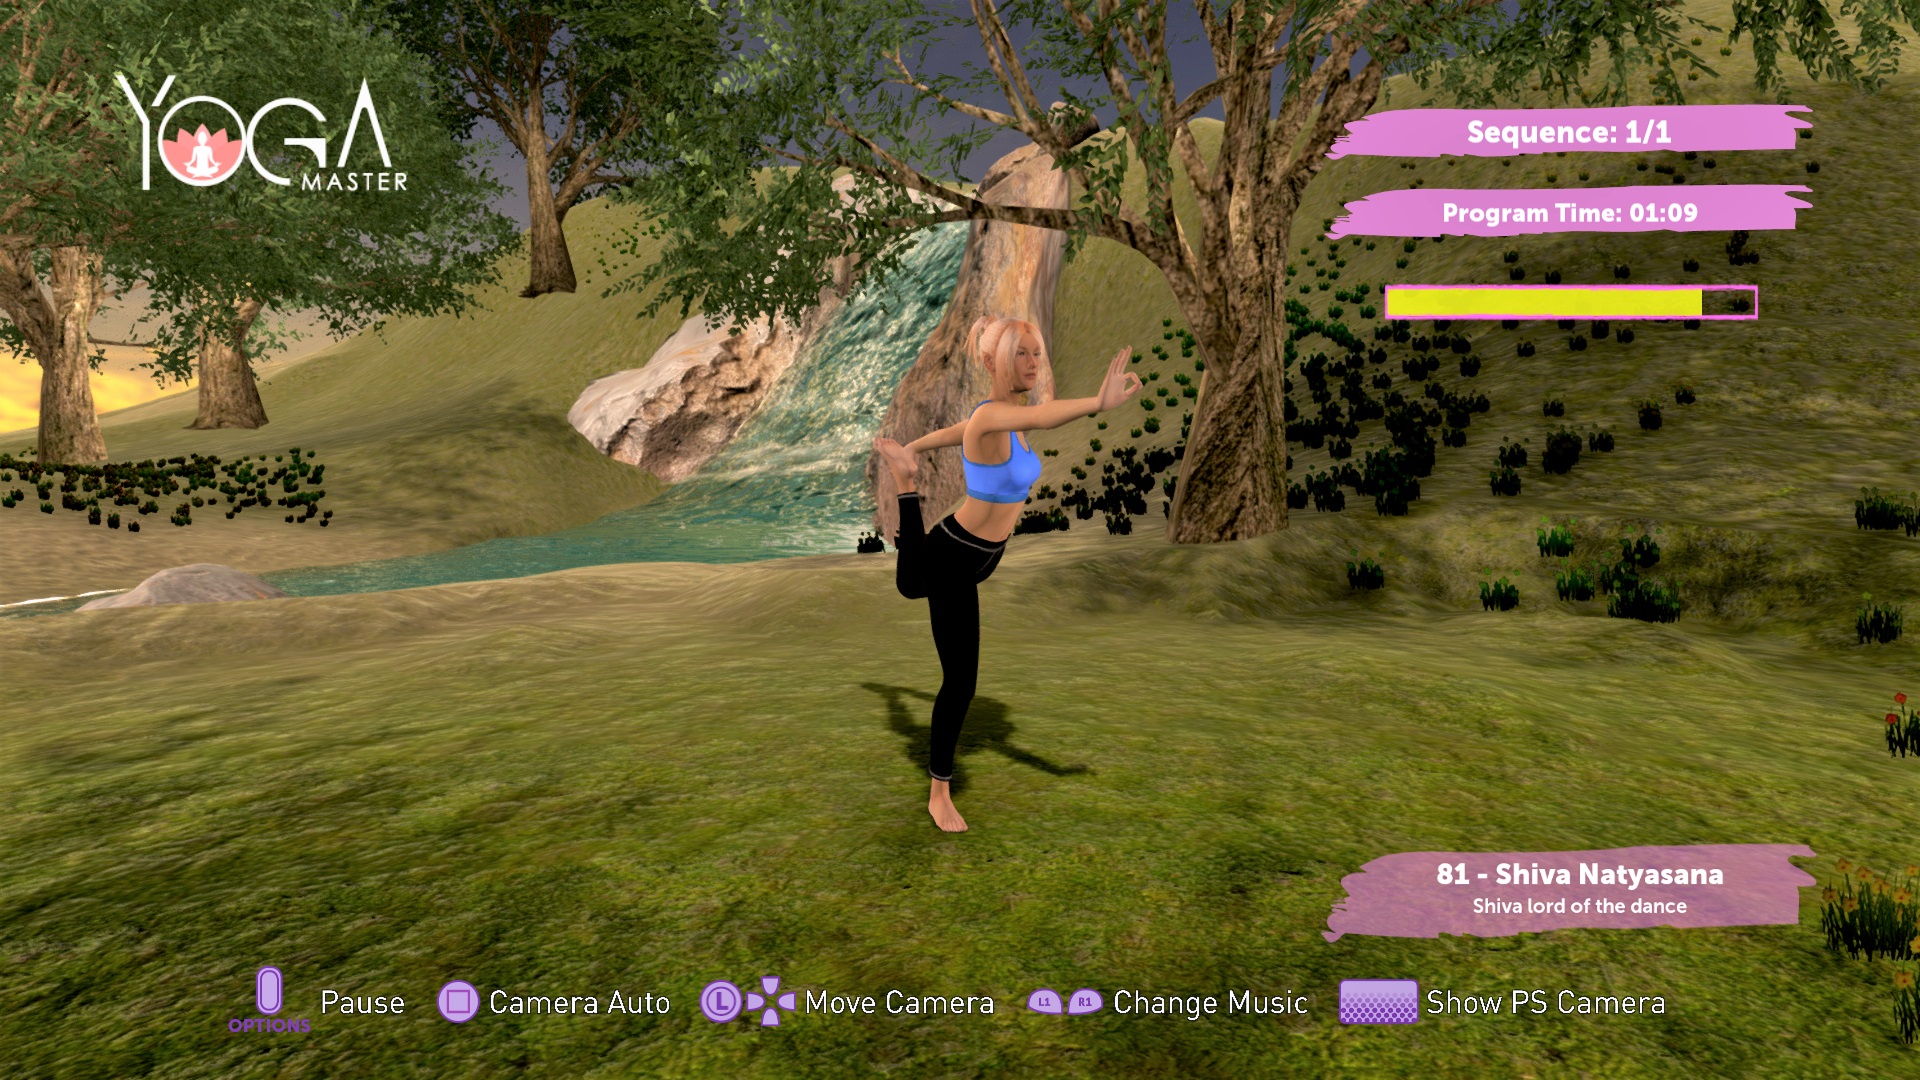 YOGA
MASTER
Sequence: 1/1
Program Time: 01:09
81 - Shiva Natyasana
Shiva lord of the dance
OPTIONS Pause Camera Auto L Move Camera L1 R1 Change Music Show PS Camera